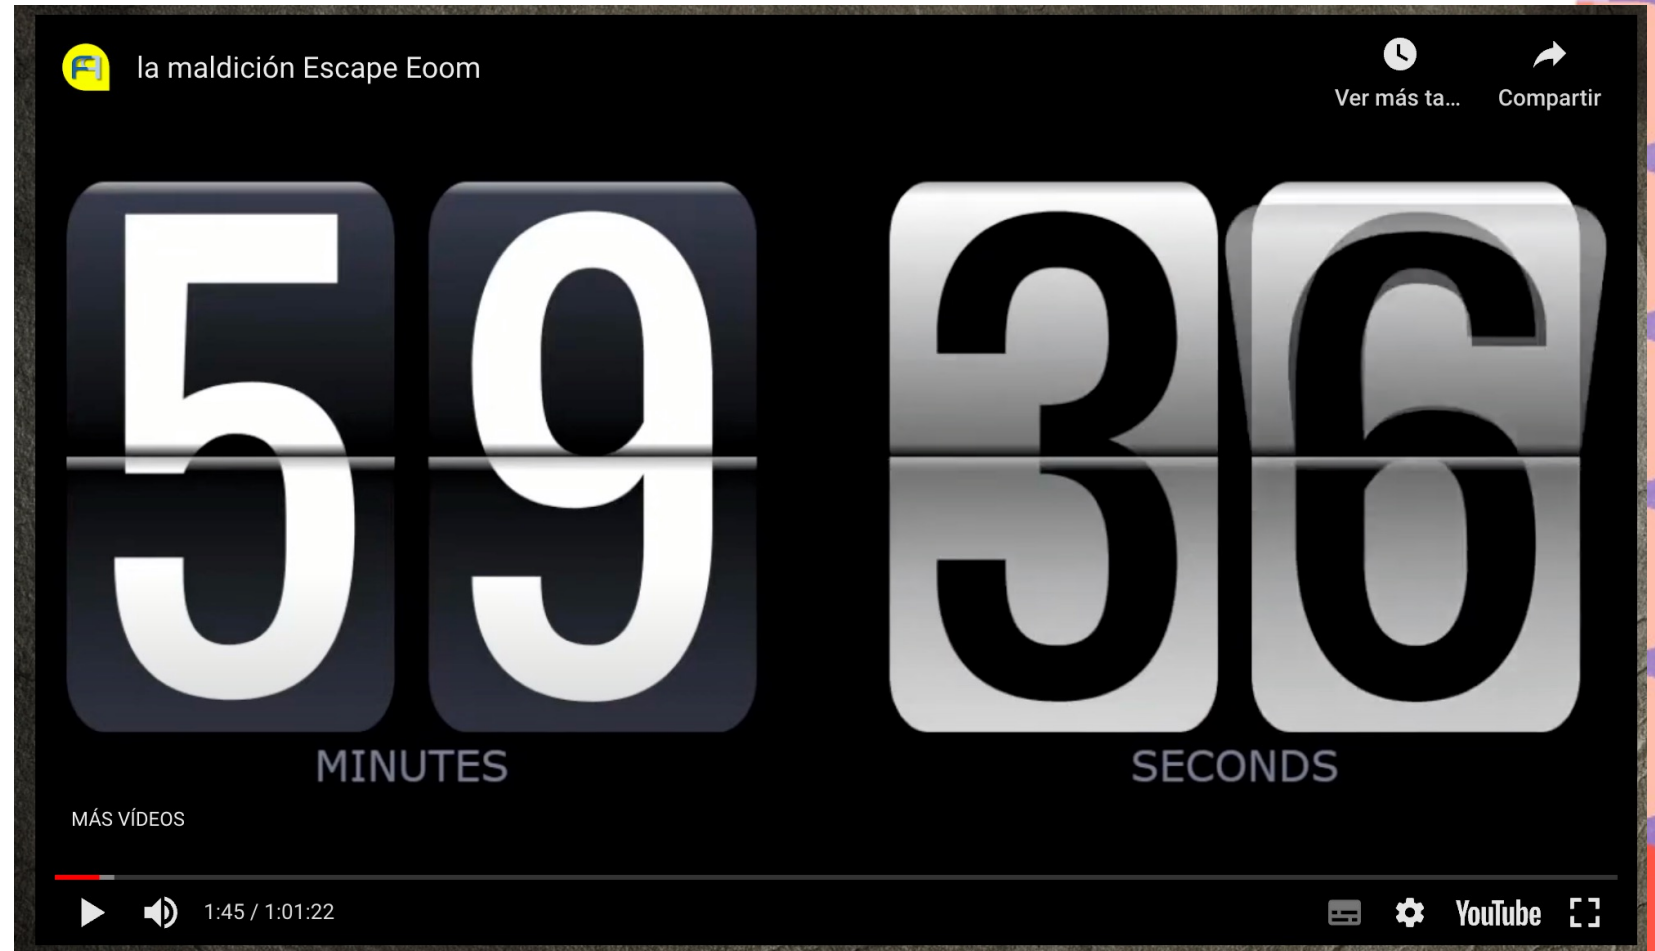 la maldición Escape Eoom
Ver más ta...
Compartir
59
36
MINUTES
SECONDS
MÁS VÍDEOS
1:45 / 1:01:22
YouTube